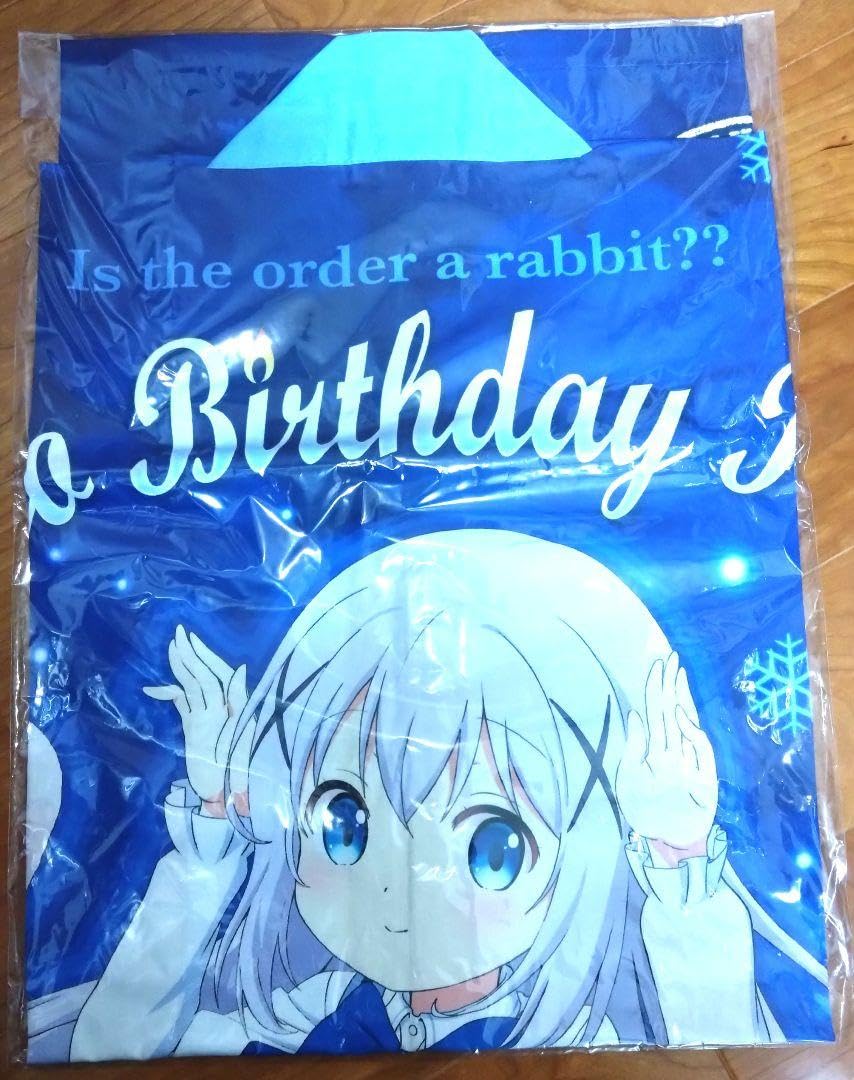 Is the order a rabbit??
o Birthday